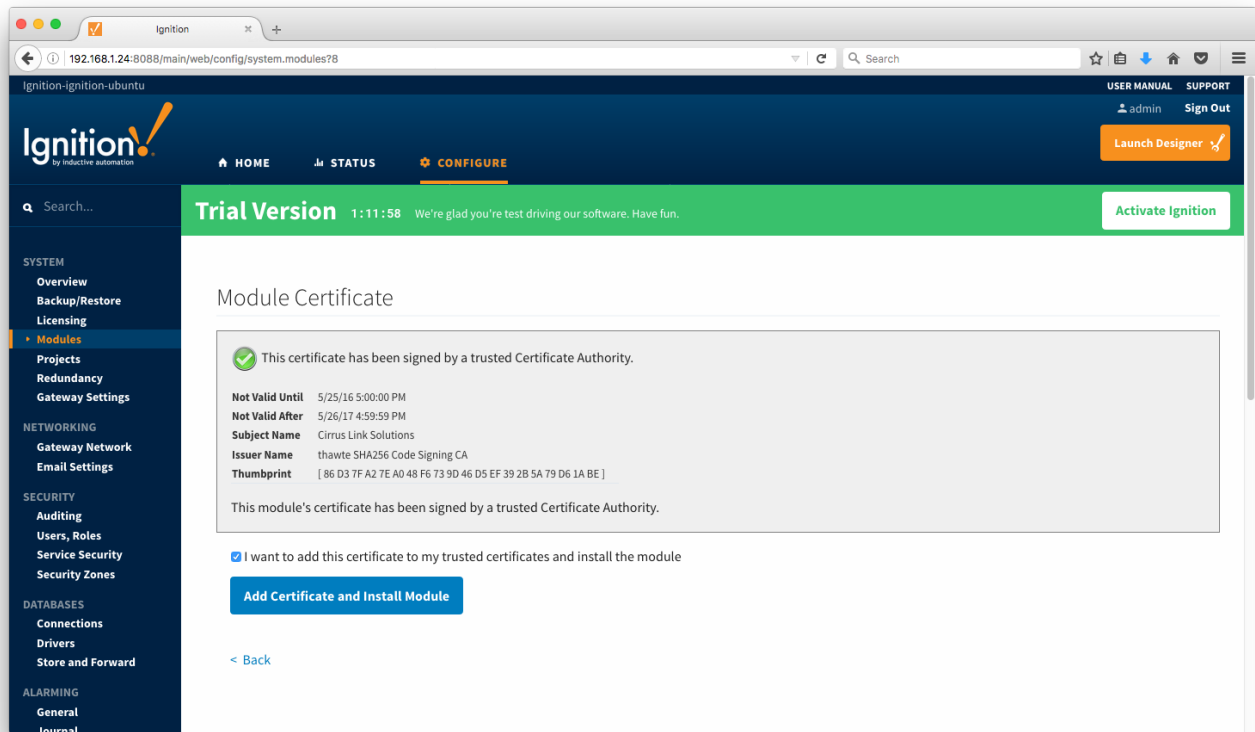 Ignition
192.168.1.24:8088/main/web/config/system.modules?8
Search
Ignition-ignition-ubuntu
USER MANUAL SUPPORT
admin Sign Out
Ignition!
by inductive automation
Launch Designer
HOME STATUS CONFIGURE
Search...
Trial Version 1:11:58 We're glad you're test driving our software. Have fun.
Activate Ignition
SYSTEM
Overview
Backup/Restore
Licensing
Modules
Projects
Redundancy
Gateway Settings
NETWORKING
Gateway Network
Email Settings
SECURITY
Auditing
Users, Roles
Service Security
Security Zones
DATABASES
Connections
Drivers
Store and Forward
ALARMING
General
Journal
Module Certificate
This certificate has been signed by a trusted Certificate Authority.
Not Valid Until 5/25/16 5:00:00 PM
Not Valid After 5/26/17 4:59:59 PM
Subject Name Cirrus Link Solutions
Issuer Name thawte SHA256 Code Signing CA
Thumbprint [ 86 D3 7F A2 7E A0 48 F6 73 9D 46 D5 EF 39 2B 5A 79 D6 1A BE ]
This module's certificate has been signed by a trusted Certificate Authority.
I want to add this certificate to my trusted certificates and install the module
Add Certificate and Install Module
< Back